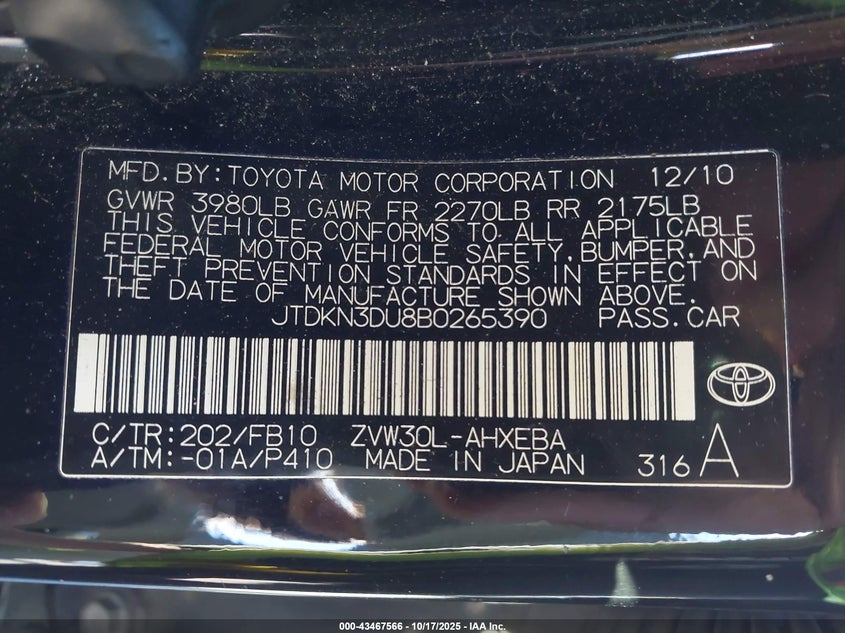 MFD.BY:TOYOTA MOTOR CORPORATION 12/10
GVWR 3980LB GAWR FR 2270LB RR 2175LB
THIS VEHICLE CONFORMS TO ALL APPLICABLE
FEDERAL MOTOR VEHICLE SAFETY,BUMPER,AND
THEFT PREVENTION STANDARDS IN EFFECT ON
THE DATE OF MANUFACTURE SHOWN ABOVE.
JTDKN3DU8B0265390 PASS.CAR
C/TR:202/FB10 ZVW30L-AHXEBA
A/TM:-01A/P410 MADE IN JAPAN 316 A
000-43467566 - 10/17/2025 - IAA Inc.